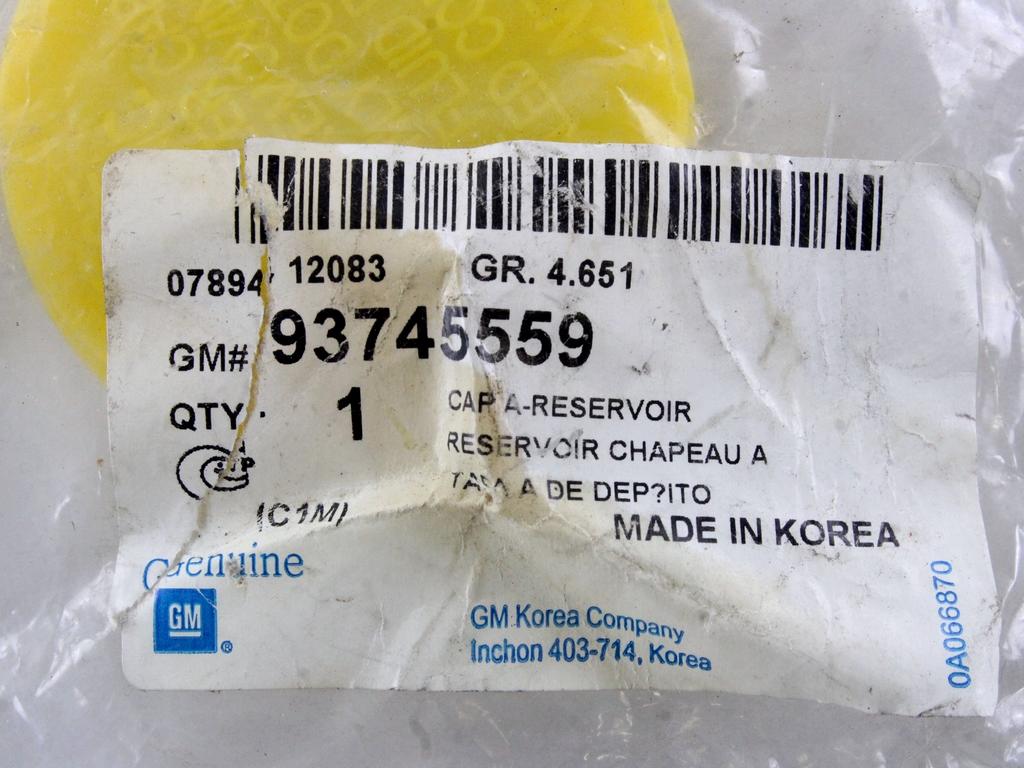 07894 12083 GR. 4.651
GM# 93745559
QTY. 1 CAP A-RESERVOIR
RESERVOIR CHAPEAU A
A DE DEP?ITO
(C1M) MADE IN KOREA
Genuine
GM ®
GM Korea Company
Inchon 403-714, Korea
0A066870